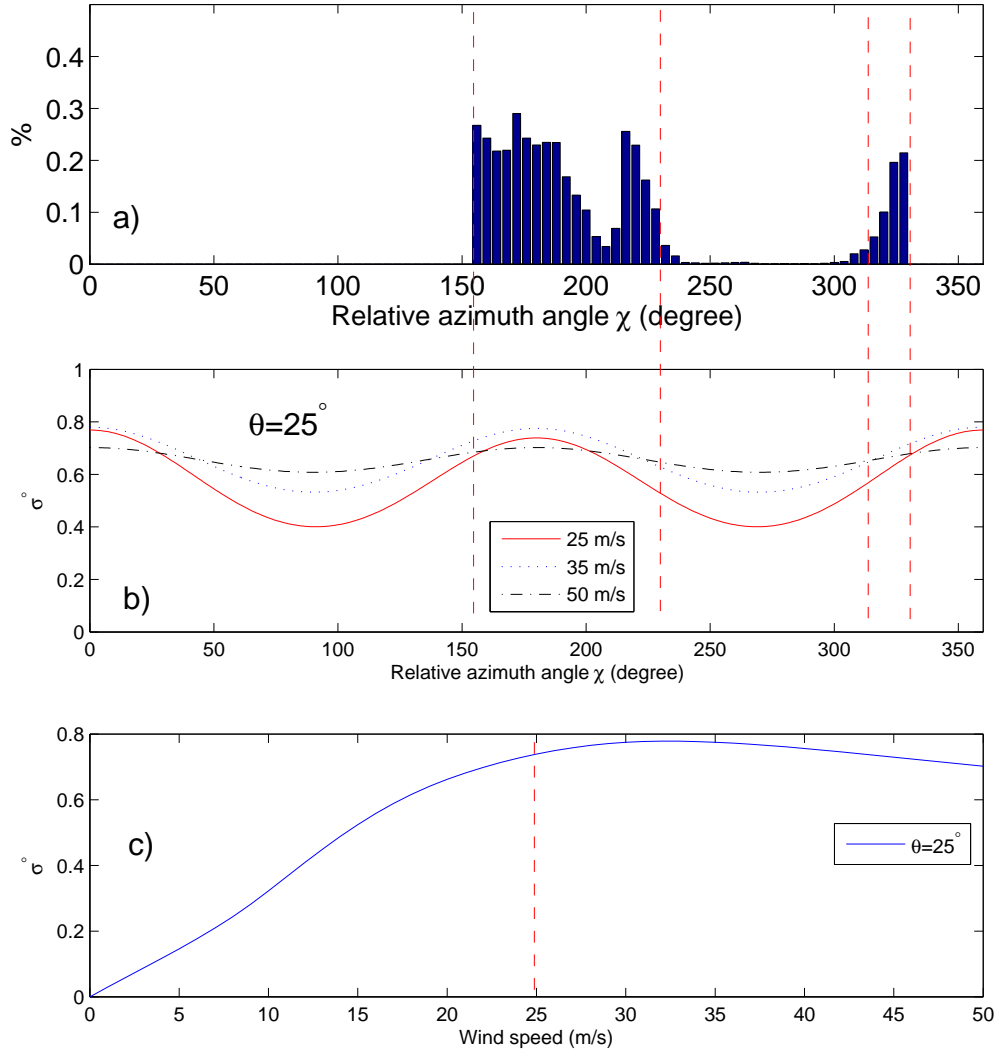 0.4
0.3
0.2
0.1
0
%
a)
0 50 100 150 200 250 300 350
Relative azimuth angle χ (degree)
1
0.8
0.6
0.4
0.2
0
σ°
θ=25°
b)
25 m/s
35 m/s
50 m/s
0 50 100 150 200 250 300 350
Relative azimuth angle χ (degree)
0.8
0.6
0.4
0.2
0
σ°
c)
θ=25°
0 5 10 15 20 25 30 35 40 45 50
Wind speed (m/s)